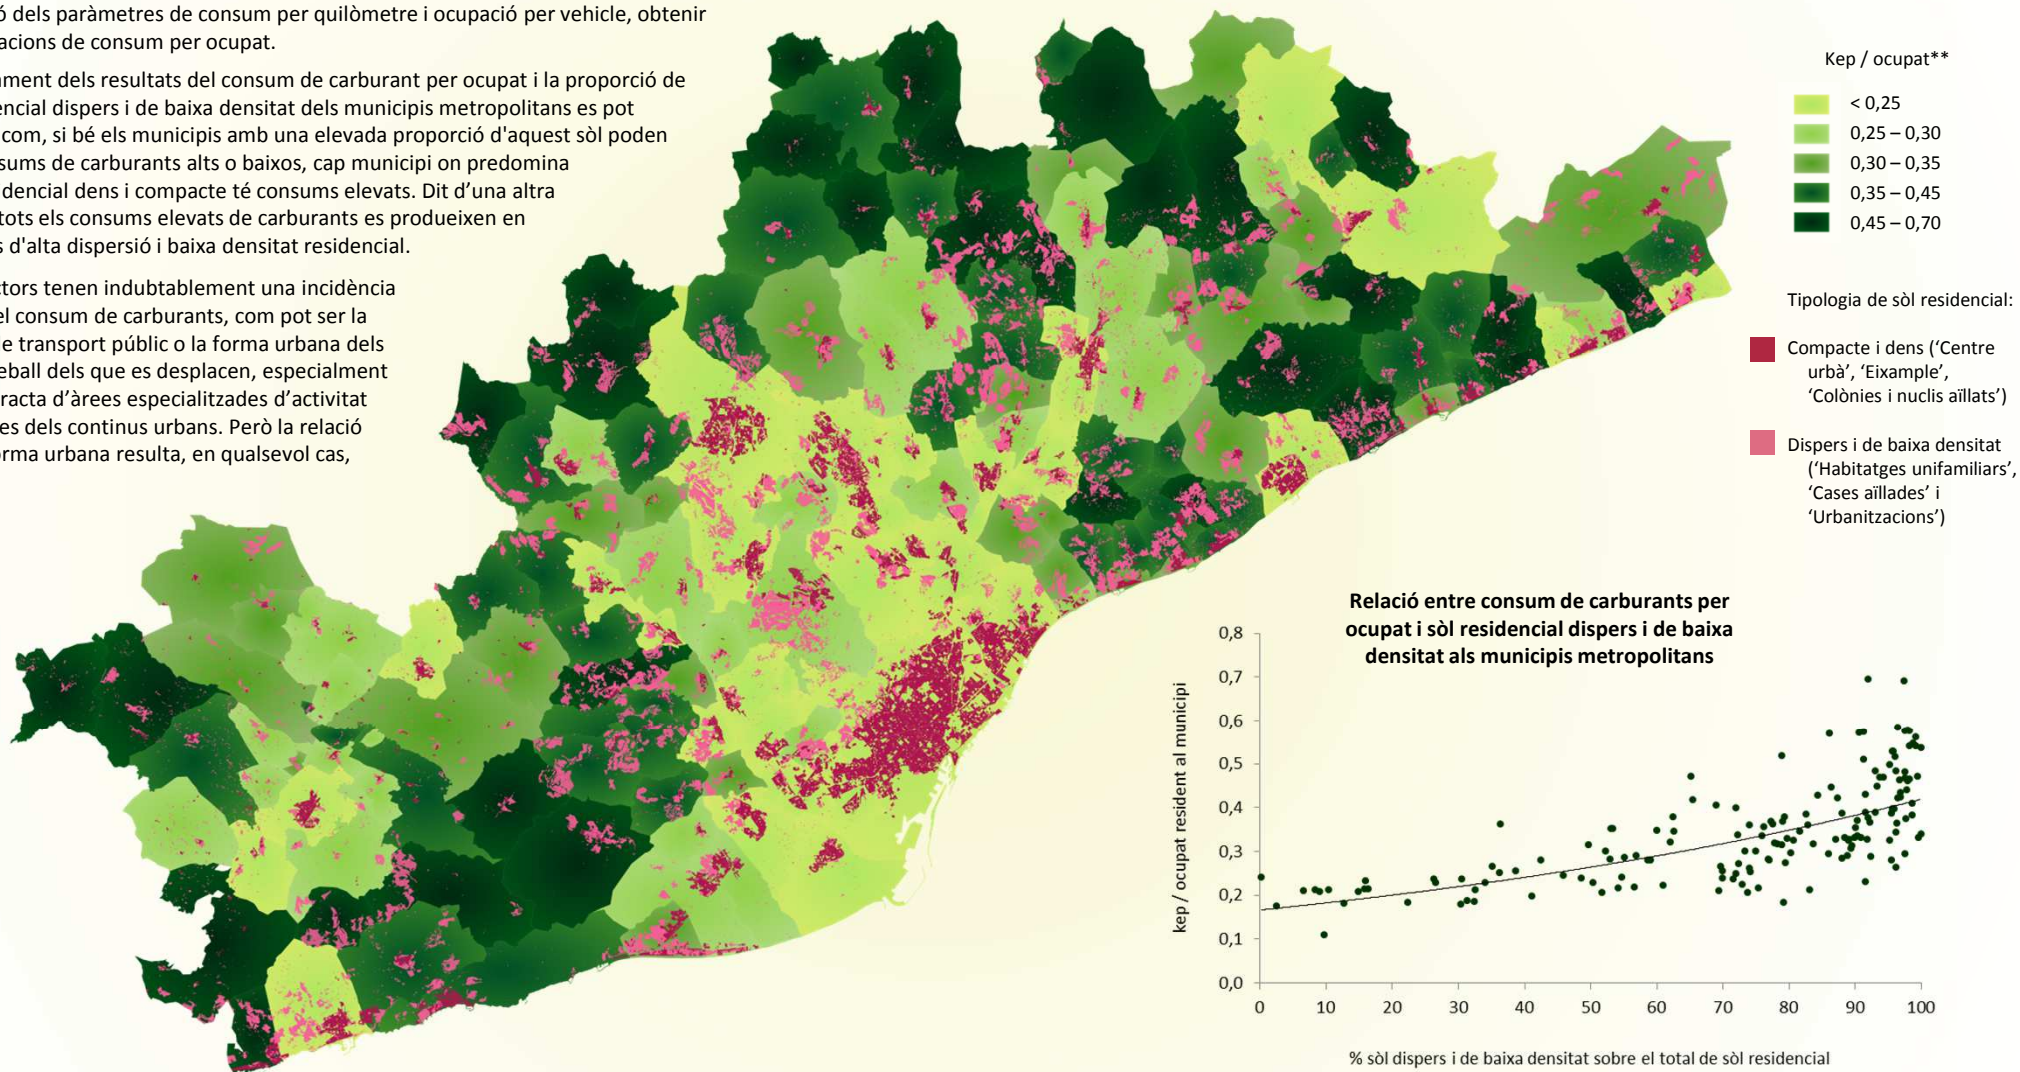 ó dels paràmetres de consum per quilòmetre i ocupació per vehicle, obtenir
acions de consum per ocupat.
ament dels resultats del consum de carburant per ocupat i la proporció de
encial dispers i de baixa densitat dels municipis metropolitans es pot
com, si bé els municipis amb una elevada proporció d'aquest sòl poden
sums de carburants alts o baixos, cap municipi on predomina
idencial dens i compacte té consums elevats. Dit d’una altra
tots els consums elevats de carburants es produeixen en
s d'alta dispersió i baixa densitat residencial.
ctors tenen indubtablement una incidència
el consum de carburants, com pot ser la
e transport públic o la forma urbana dels
eball dels que es desplacen, especialment
racta d’àrees especialitzades d’activitat
es dels continus urbans. Però la relació
orma urbana resulta, en qualsevol cas,
Kep / ocupat**
< 0,25
0,25 – 0,30
0,30 – 0,35
0,35 – 0,45
0,45 – 0,70
Tipologia de sòl residencial:
Compacte i dens (‘Centre
urbà’, ‘Eixample’,
‘Colònies i nuclis aïllats’)
Dispers i de baixa densitat
(‘Habitatges unifamiliars’,
‘Cases aïllades’ i
‘Urbanitzacions’)
Relació entre consum de carburants per
ocupat i sòl residencial dispers i de baixa
densitat als municipis metropolitans
kep / ocupat resident al municipi
0,8
0,7
0,6
0,5
0,4
0,3
0,2
0,1
0,0
0 10 20 30 40 50 60 70 80 90 100
% sòl dispers i de baixa densitat sobre el total de sòl residencial